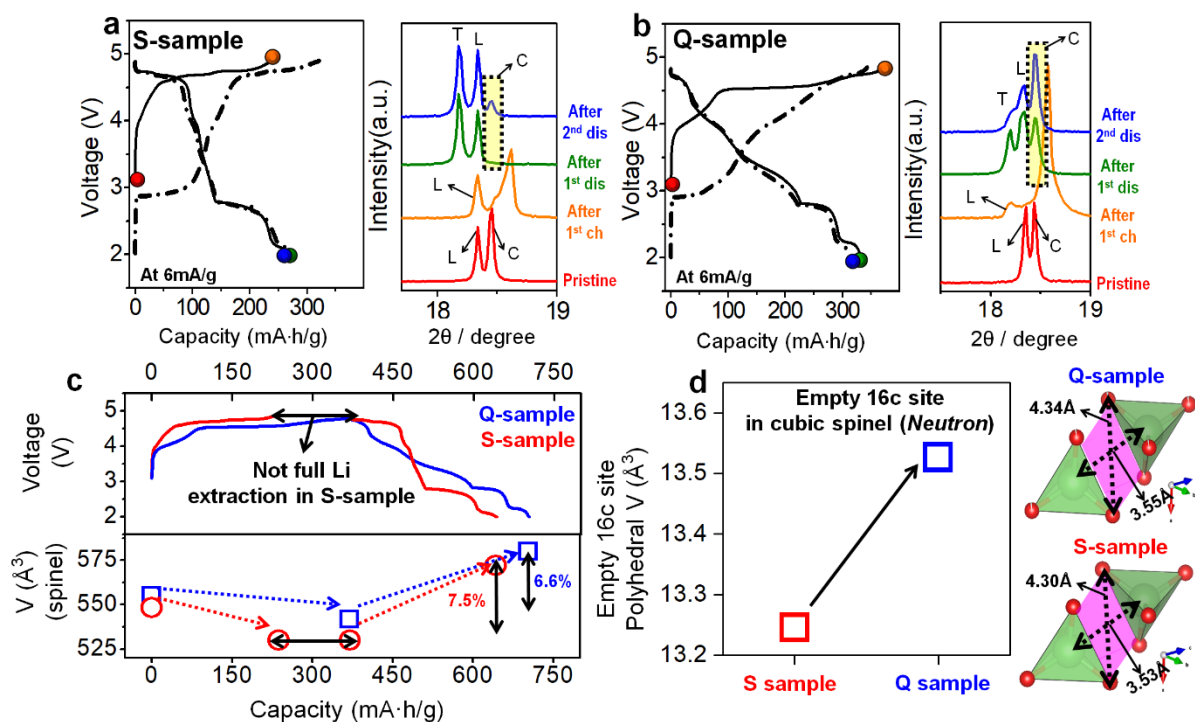 a
S-sample
5
4
3
2
Voltage (V)
At 6mA/g
0
100
200
300
Capacity (mA·h/g)
Intensity(a.u.)
T
L
C
After
2nd dis
After
1st dis
L
After
1st ch
L
C
Pristine
18
19
2θ / degree
b
Q-sample
5
4
3
2
Voltage (V)
At 6mA/g
0
100
200
300
400
Capacity (mA·h/g)
Intensity(a.u.)
C
L
T
After
2nd dis
After
1st dis
L
After
1st ch
L
C
Pristine
18
19
2θ / degree
c
0
150
300
450
600
750
Voltage
(V)
5
4
3
2
Q-sample
S-sample
Not full Li
extraction in S-sample
V (Å3)
(spinel)
575
550
525
7.5%
6.6%
0
150
300
450
600
750
Capacity (mA·h/g)
d
Empty 16c site
Polyhedral V (Å3)
13.6
13.5
13.4
13.3
13.2
Empty 16c site
in cubic spinel (Neutron)
S sample
Q sample
Q-sample
4.34Å
3.55Å
S-sample
4.30Å
3.53Å